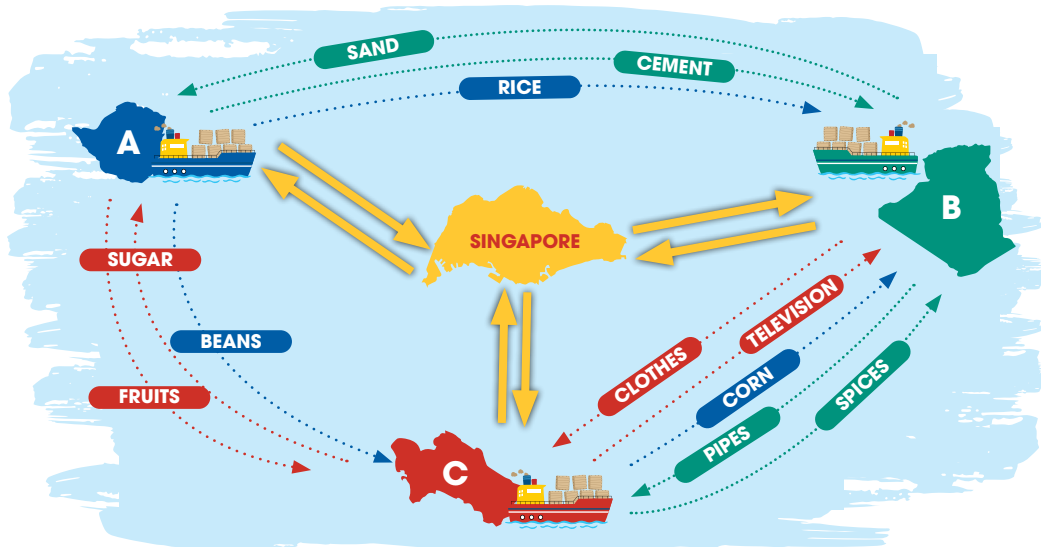 SAND
CEMENT
RICE
A
B
SINGAPORE
SUGAR
BEANS
FRUITS
CLOTHES
TELEVISION
CORN
PIPES
SPICES
C